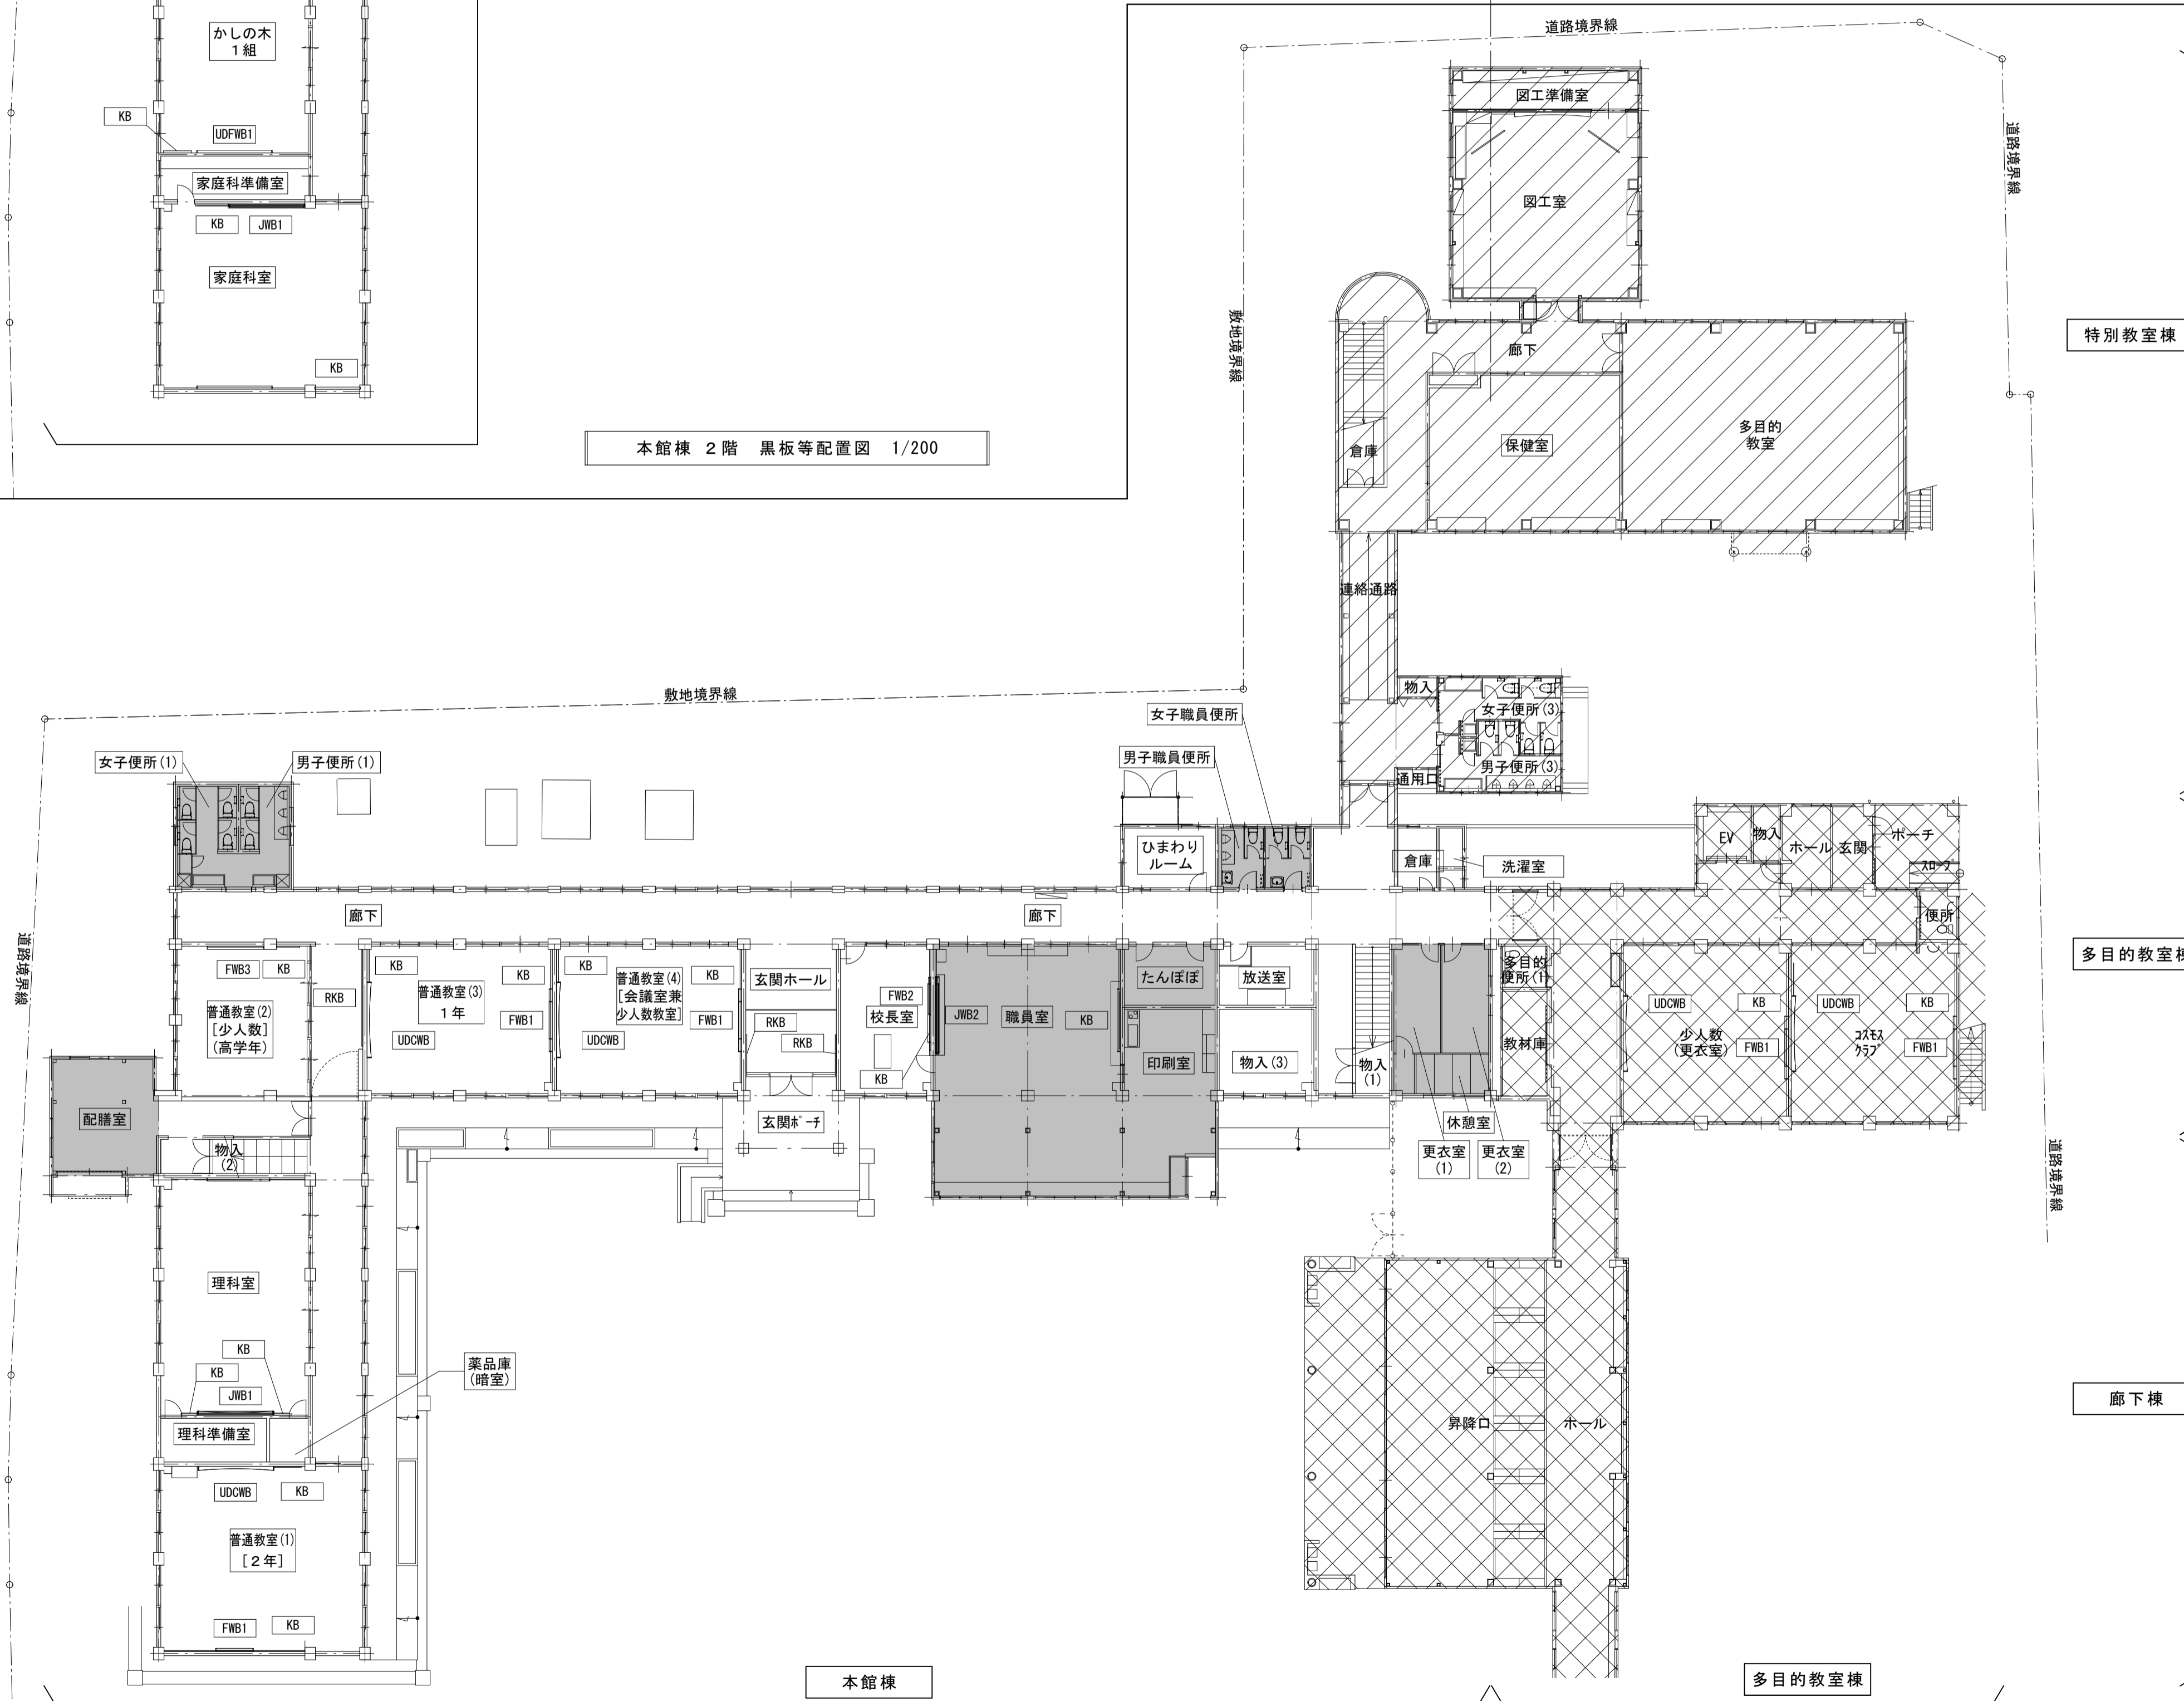 かしの木
1組
KB
UDFWB1
家庭科準備室
KB
JWB1
家庭科室
KB
本館棟 2階 黒板等配置図 1/200
道路境界線
道路境界線
敷地境界線
図工準備室
図工室
廊下
保健室
多目的
教室
倉庫
特別教室棟
連絡通路
物入
女子便所(3)
男子便所(3)
通用口
敷地境界線
女子職員便所
男子職員便所
女子便所(1)
男子便所(1)
ひまわり
ルーム
倉庫
洗濯室
EV
物入
ホール
玄関
ポーチ
スロープ
便所
道路境界線
廊下
廊下
多目的教室棟
FWB3
KB
普通教室(2)
[少人数]
(高学年)
RKB
KB
普通教室(3)
1年
KB
UDCWB
FWB1
KB
普通教室(4)
[会議室兼
少人数教室]
KB
UDCWB
FWB1
玄関ホール
RKB
RKB
FWB2
校長室
KB
JWB2
職員室
KB
たんぽぽ
印刷室
放送室
物入(3)
物入
(1)
多目的
便所(1)
教材庫
UDCWB
KB
少人数
(更衣室)
FWB1
UDCWB
KB
コスモス
クラブ
FWB1
配膳室
物入
(2)
玄関ポーチ
休憩室
更衣室
(1)
更衣室
(2)
道路境界線
理科室
KB
KB
JWB1
薬品庫
(暗室)
理科準備室
UDCWB
KB
普通教室(1)
[2年]
FWB1
KB
昇降口
ホール
廊下棟
本館棟
多目的教室棟